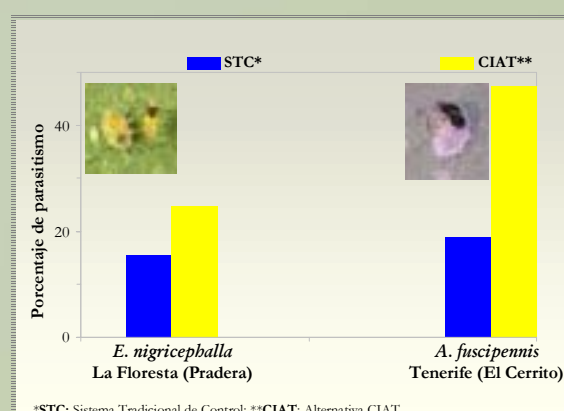 STC* CIAT**
Porcentaje de parasitismo
40
20
0
E. nigricephalla A. fuscipennis
La Floresta (Pradera) Tenerife (El Cerrito)
*STC: Sistema Tradicional de Control; **CIAT: Alternativa CIAT